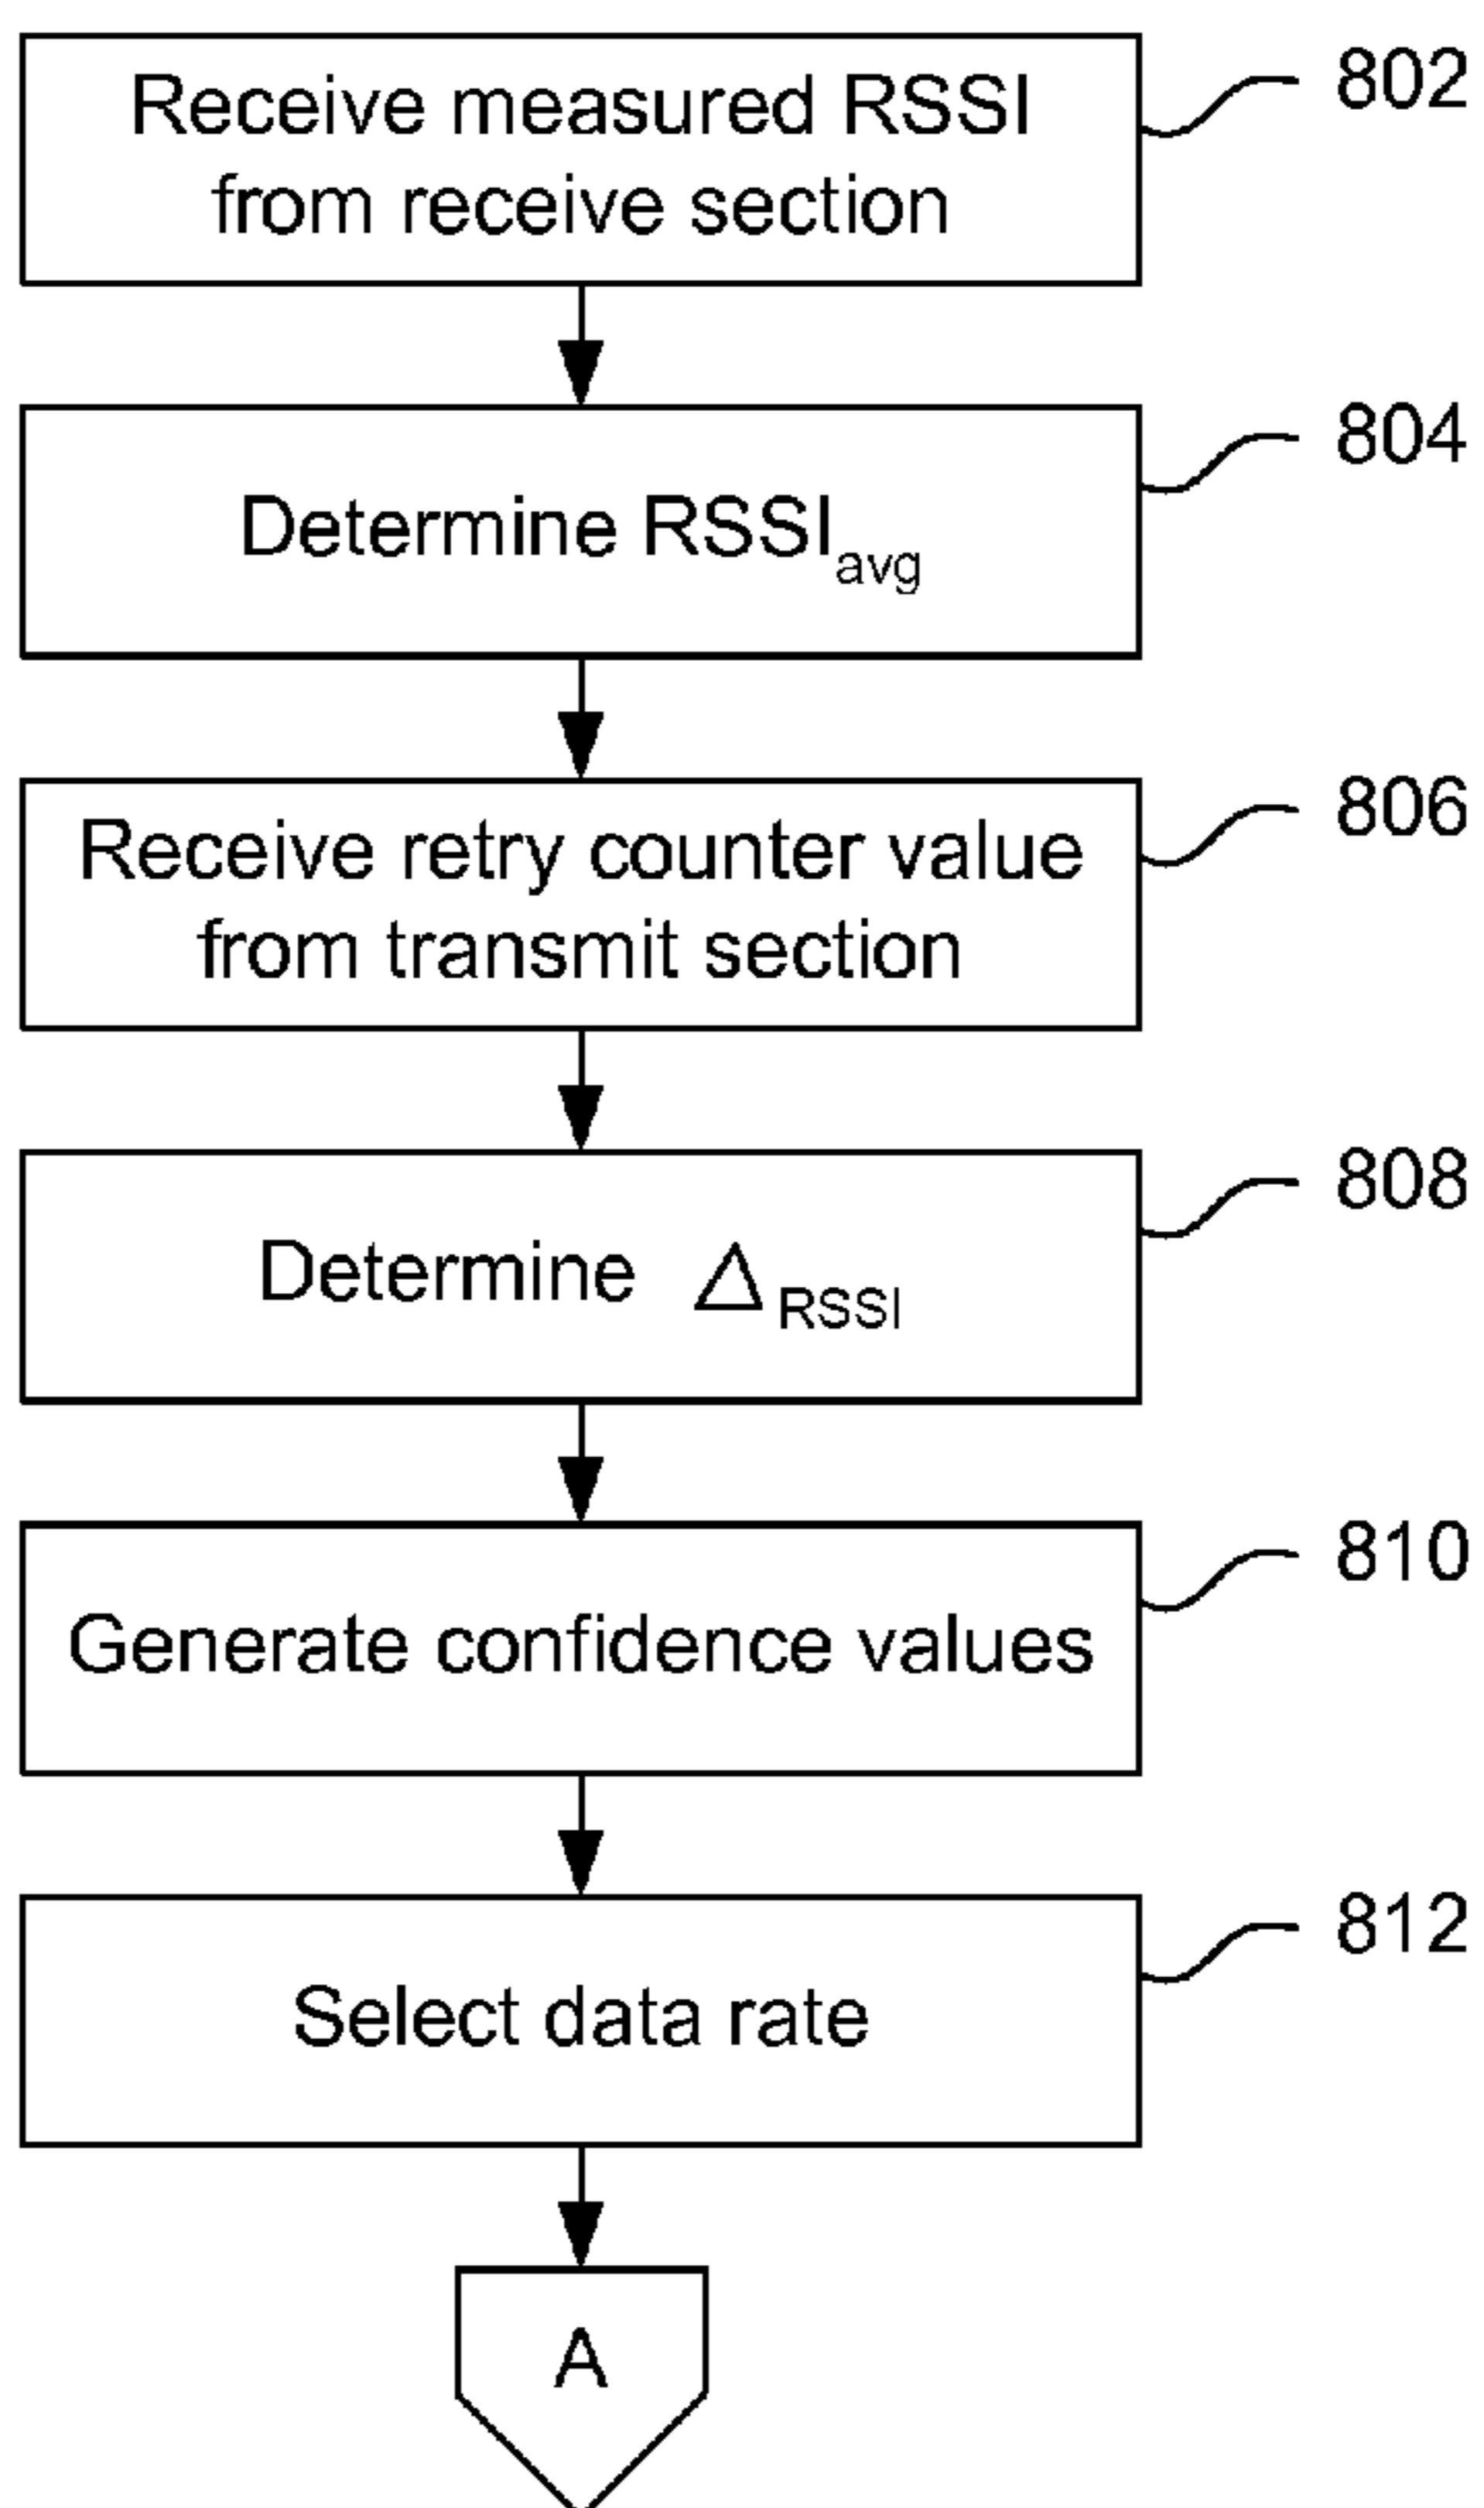 Receive measured RSSI
from receive section
802
Determine RSSIavg
804
Receive retry counter value
from transmit section
806
Determine △RSSI
808
Generate confidence values
810
Select data rate
812
A